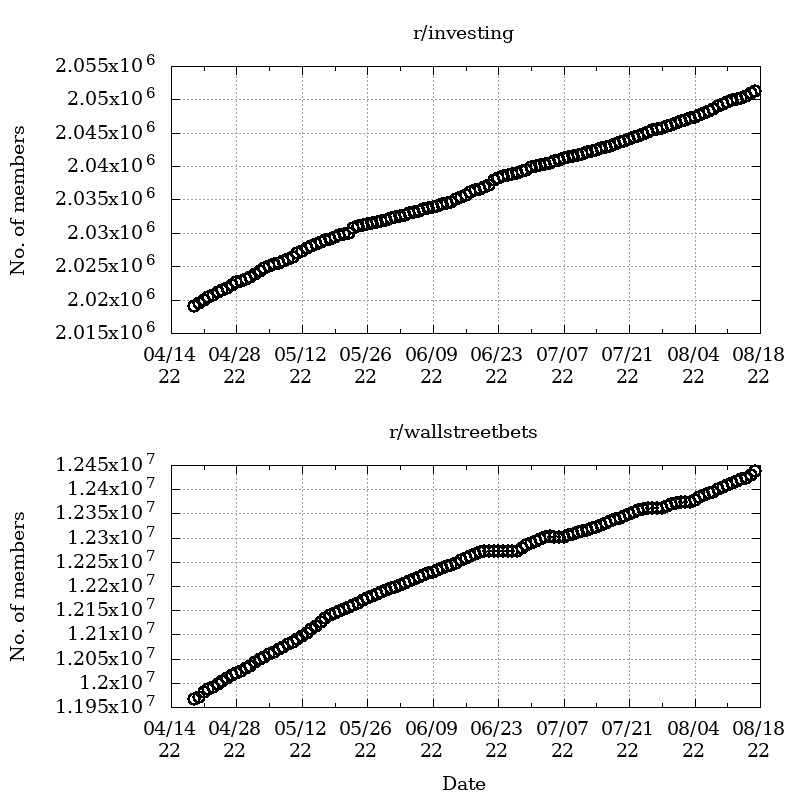 r/investing
No. of members
2.055x10^6
2.05x10^6
2.045x10^6
2.04x10^6
2.035x10^6
2.03x10^6
2.025x10^6
2.02x10^6
2.015x10^6
04/14 04/28 05/12 05/26 06/09 06/23 07/07 07/21 08/04 08/18
22 22 22 22 22 22 22 22 22 22
r/wallstreetbets
No. of members
1.245x10^7
1.24x10^7
1.235x10^7
1.23x10^7
1.225x10^7
1.22x10^7
1.215x10^7
1.21x10^7
1.205x10^7
1.2x10^7
1.195x10^7
04/14 04/28 05/12 05/26 06/09 06/23 07/07 07/21 08/04 08/18
22 22 22 22 22 22 22 22 22 22
Date